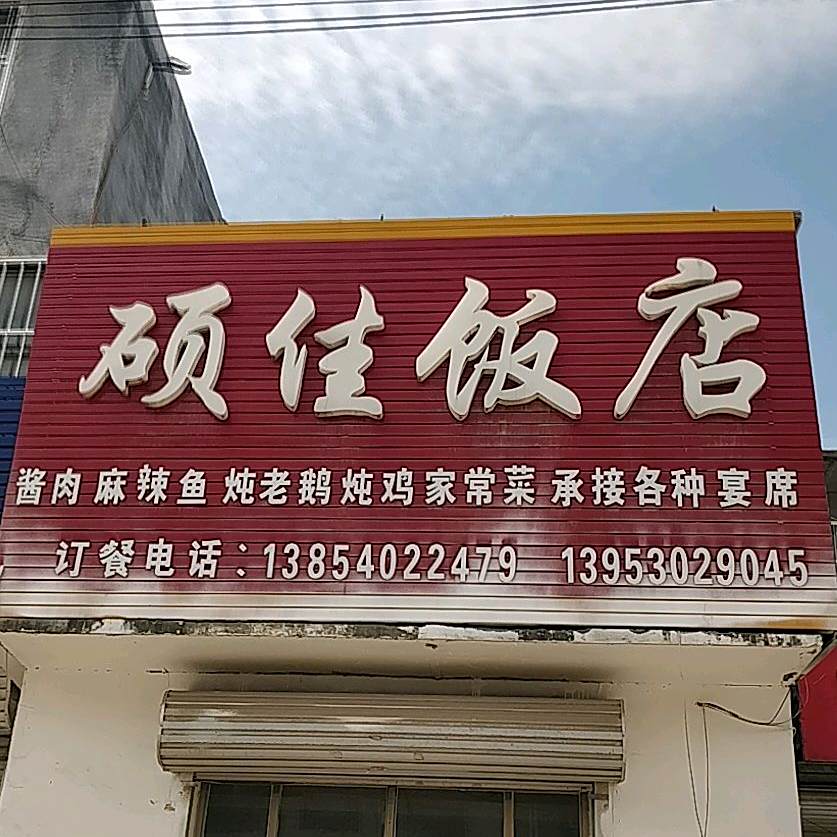 硕佳饭店
酱肉 麻辣鱼 炖老鹅 炖鸡 家常菜 承接各种宴席
订餐电话：13854022479 13953029045